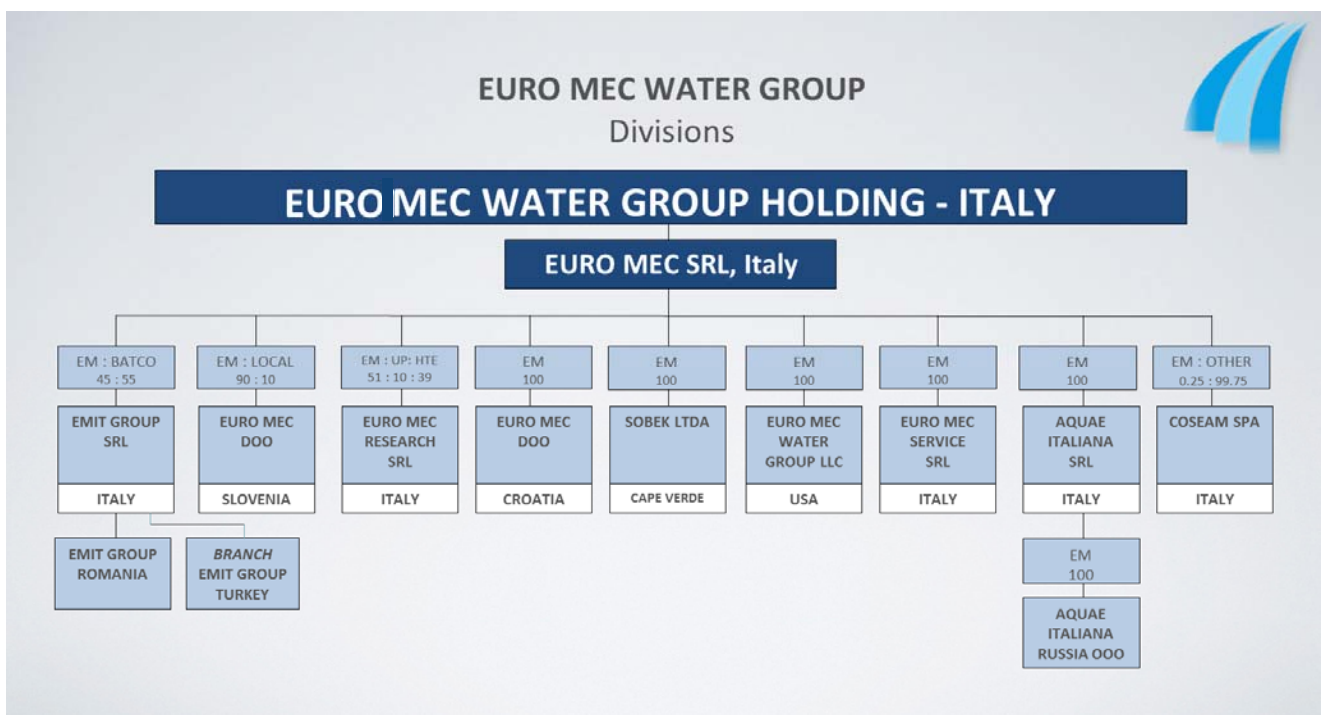 EURO MEC WATER GROUP
Divisions
EURO MEC WATER GROUP HOLDING - ITALY
EURO MEC SRL, Italy
EM : BATCO
45 : 55
EMIT GROUP
SRL
ITALY
EMIT GROUP
ROMANIA
BRANCH
EMIT GROUP
TURKEY
EM : LOCAL
90 : 10
EURO MEC
DOO
SLOVENIA
EM : UP: HTE
51 : 10 : 39
EURO MEC
RESEARCH
SRL
ITALY
EM
100
EURO MEC
DOO
CROATIA
EM
100
SOBEK LTDA
CAPE VERDE
EM
100
EURO MEC
WATER
GROUP LLC
USA
EM
100
EURO MEC
SERVICE
SRL
ITALY
EM
100
AQUAE
ITALIANA
SRL
ITALY
EM
100
AQUAE
ITALIANA
RUSSIA OOO
EM : OTHER
0.25 : 99.75
COSEAM SPA
ITALY